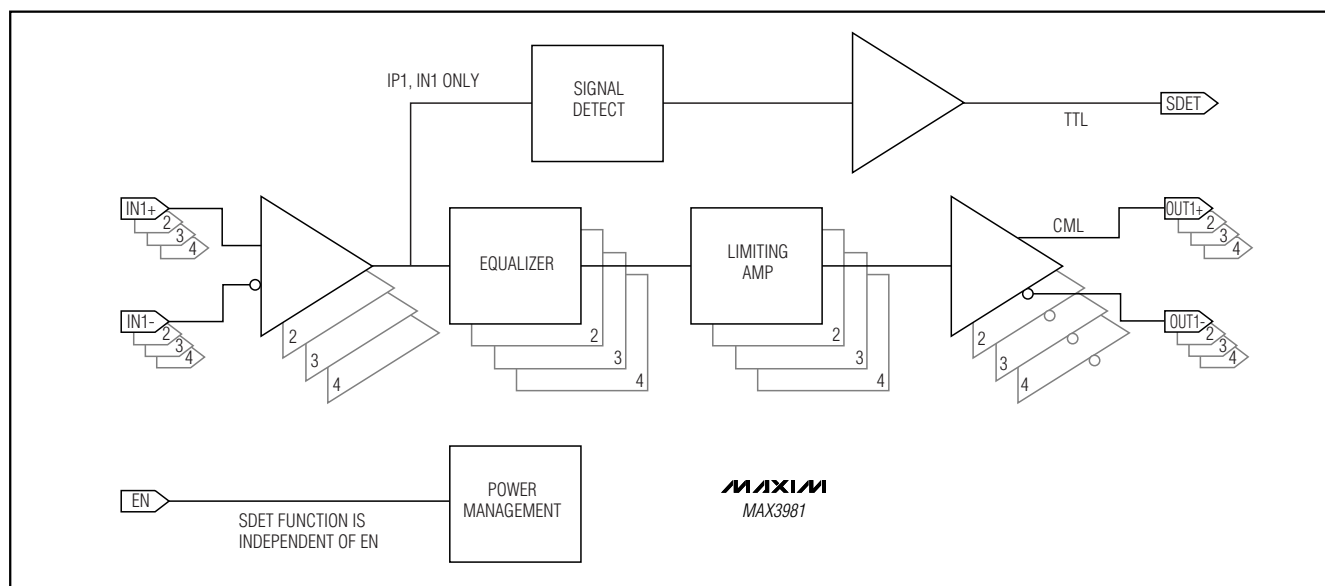 IP1, IN1 ONLY
SIGNAL
DETECT
TTL
SDET
IN1+
2
3
4
IN1-
2
3
4
2
3
4
EQUALIZER
2
3
4
LIMITING
AMP
2
3
4
CML
2
3
4
OUT1+
2
3
4
OUT1-
2
3
4
EN
SDET FUNCTION IS
INDEPENDENT OF EN
POWER
MANAGEMENT
MAXIM
MAX3981